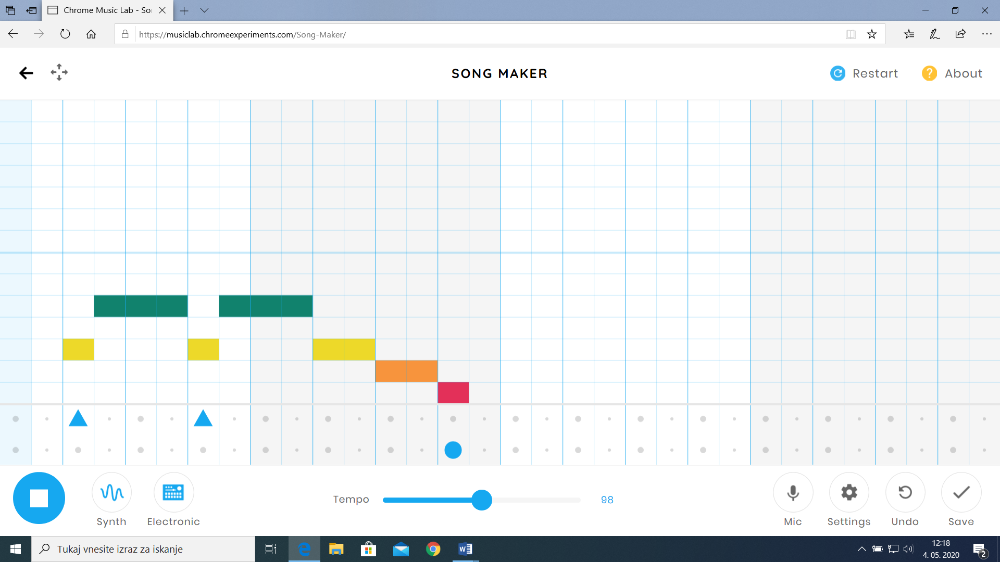 Chrome Music Lab - So
https://musiclab.chromeexperiments.com/Song-Maker/
SONG MAKER
Restart
? About
Synth
Electronic
Tempo 98
Mic
Settings
Undo
Save
Tukaj vnesite izraz za iskanje
12:18
4. 05. 2020
2